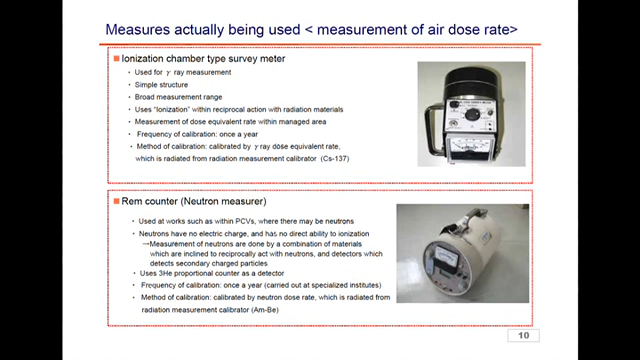 Measures actually being used < measurement of air dose rate>
Ionization chamber type survey meter
Used for γ ray measurement
Simple structure
Broad measurement range
Uses "ionization" within reciprocal action with radiation materials
Measurement of dose equivalent rate within managed area
Frequency of calibration: once a year
Method of calibration: calibrated by γ ray dose equivalent rate,
which is radiated from radiation measurement calibrator (Cs-137)
Rem counter (Neutron measurer)
Used at works such as within PCVs, where there may be neutrons
Neutrons have no electric charge, and has no direct ability to ionization
→Measurement of neutrons are done by a combination of materials
which are inclined to reciprocally act with neutrons, and detectors which
detects secondary charged particles
Uses 3He proportional counter as a detector
Frequency of calibration: once a year (carried out at specialized institutes)
Method of calibration: calibrated by neutron dose rate, which is radiated from
radiation measurement calibrator (Am-Be)
10